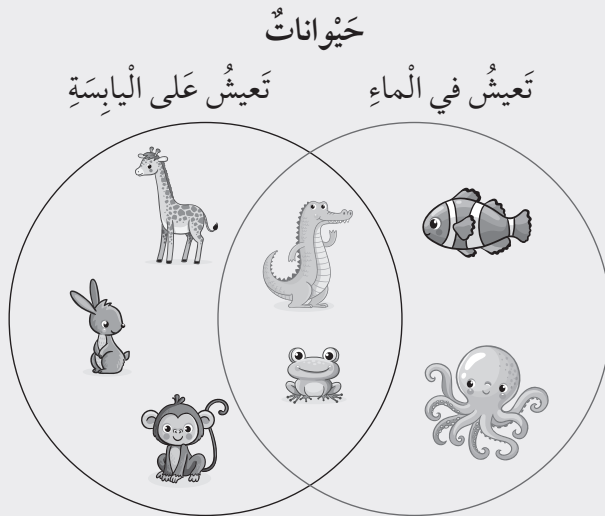 حَيْواناتٌ
تَعيشُ في الْماءِ
تَعيشُ عَلى الْيابِسَةِ